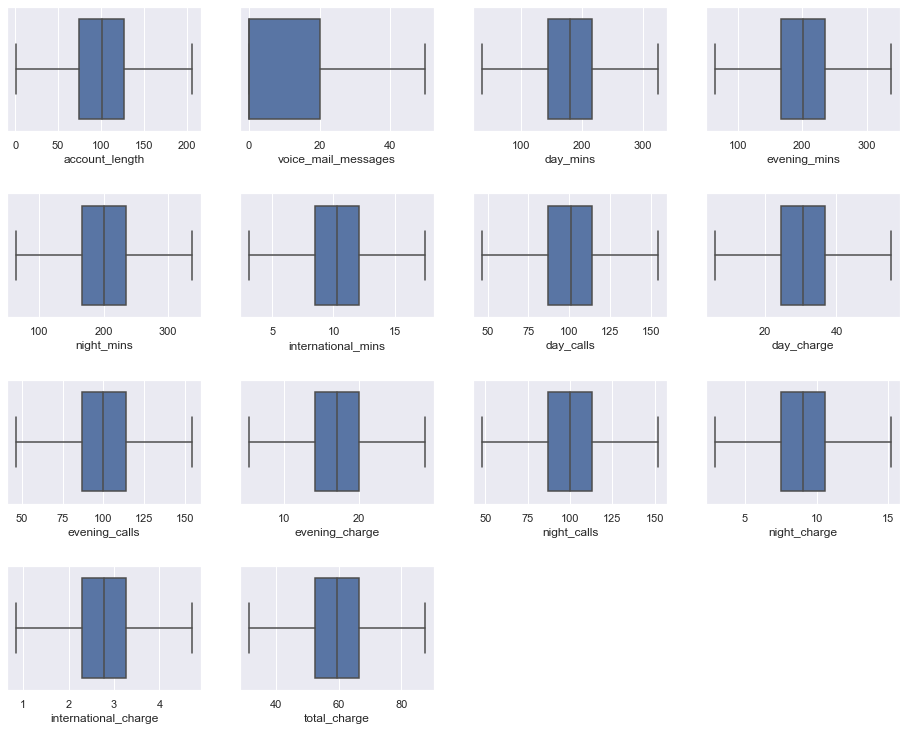 0 50 100 150 200
account_length
0 20 40
voice_mail_messages
100 200 300
day_mins
100 200 300
evening_mins
100 200 300
night_mins
5 10 15
international_mins
50 75 100 125 150
day_calls
20 40
day_charge
50 75 100 125 150
evening_calls
10 20
evening_charge
50 75 100 125 150
night_calls
5 10 15
night_charge
1 2 3 4
international_charge
40 60 80
total_charge